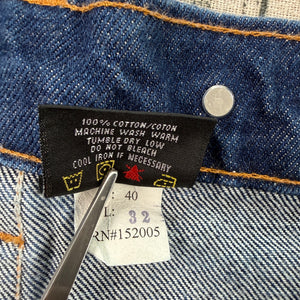 100% COTTON/COTON
MACHINE WASH WARM
TUMBLE DRY LOW
DO NOT BLEACH
COOL IRON IF NECESSARY
: 40
L: 32
RN#152005